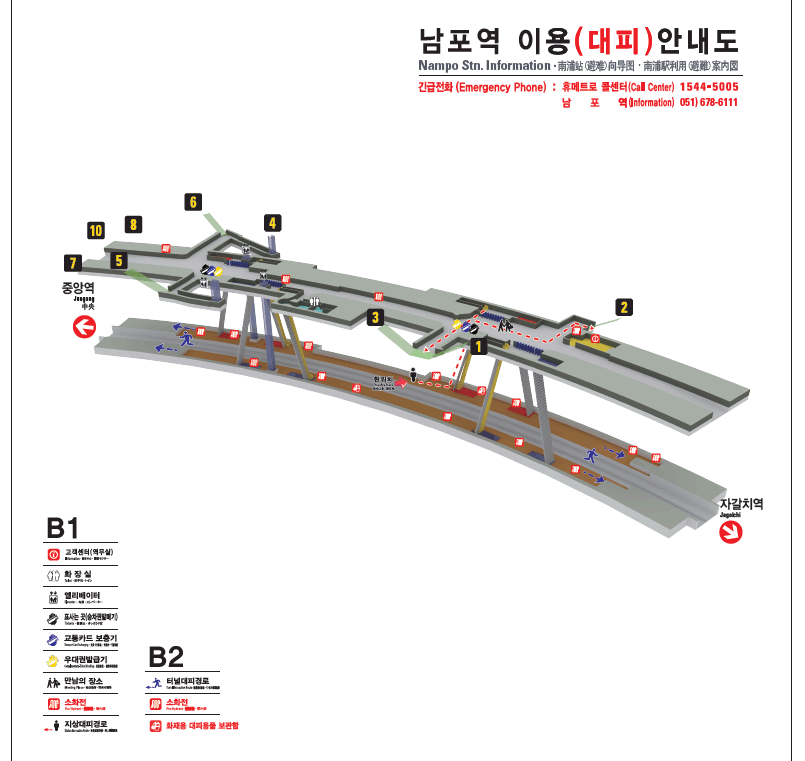 남포역 이용(대피)안내도
Nampo Stn. Information · 南浦站(避难)向导图 · 南浦駅利用(避難)案内図
긴급전화(Emergency Phone) : 휴메트로 콜센터(Call Center) 1544-5005
남 포 역(Information) 051) 678-6111
6
4
8
10
5
7
중앙역
Jungang
中央
2
3
1
현위치
자갈치역
Jagalchi
B1
고객센터(역무실)
화 장 실
엘리베이터
표사는 곳(승차권발매기)
교통카드 보충기
우대권발급기
만남의 장소
소화전
지상대피경로
B2
터널대피경로
소화전
화재용 대피용품 보관함